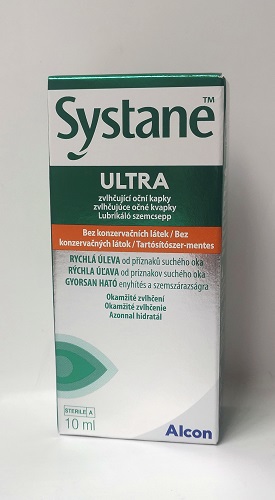 Systane™
ULTRA
zvlhčující oční kapky
zvlhčujúce očné kvapky
Lubrikáló szemcsepp
Bez konzervačních látek / Bez
konzervačných látok / Tartósítószer-mentes
RYCHLÁ ÚLEVA od příznaků suchého oka
RÝCHLA ÚĽAVA od príznakov suchého oka
GYORSAN HATÓ enyhítés a szemszárazságra
Okamžité zvlhčení
Okamžité zvlhčenie
Azonnal hidratál
STERILE A
10 ml
Alcon